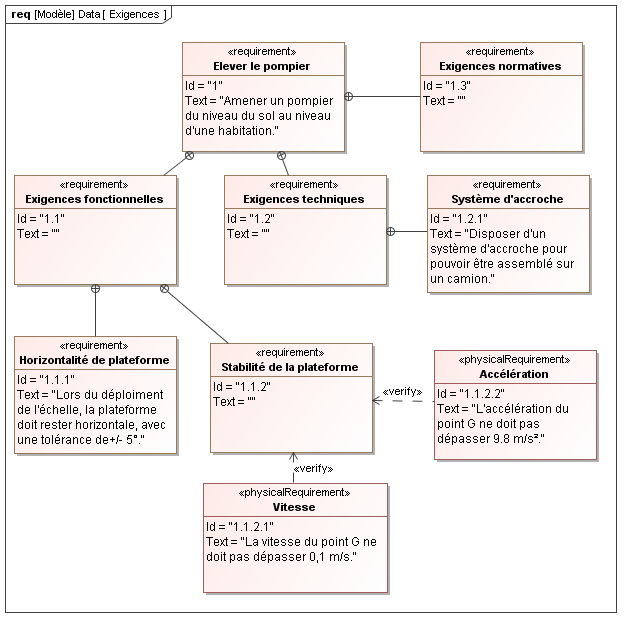 req [Modèle] Data [ Exigences ]
«requirement»
Elever le pompier
Id = "1"
Text = "Amener un pompier
du niveau du sol au niveau
d'une habitation."
«requirement»
Exigences normatives
Id = "1.3"
Text = ""
«requirement»
Exigences fonctionnelles
Id = "1.1"
Text = ""
«requirement»
Exigences techniques
Id = "1.2"
Text = ""
«requirement»
Système d'accroche
Id = "1.2.1"
Text = "Disposer d'un
système d'accroche pour
pouvoir être assemblé sur
un camion."
«requirement»
Horizontalité de plateforme
Id = "1.1.1"
Text = "Lors du déploiment
de l'échelle, la plateforme
doit rester horizontale, avec
une tolérance de+/- 5°."
«requirement»
Stabilité de la plateforme
Id = "1.1.2"
Text = ""
«verify»
«physicalRequirement»
Accélération
Id = "1.1.2.2"
Text = "L'accélération du
point G ne doit pas
dépasser 9.8 m/s²."
«verify»
«physicalRequirement»
Vitesse
Id = "1.1.2.1"
Text = "La vitesse du point G ne
doit pas dépasser 0,1 m/s."